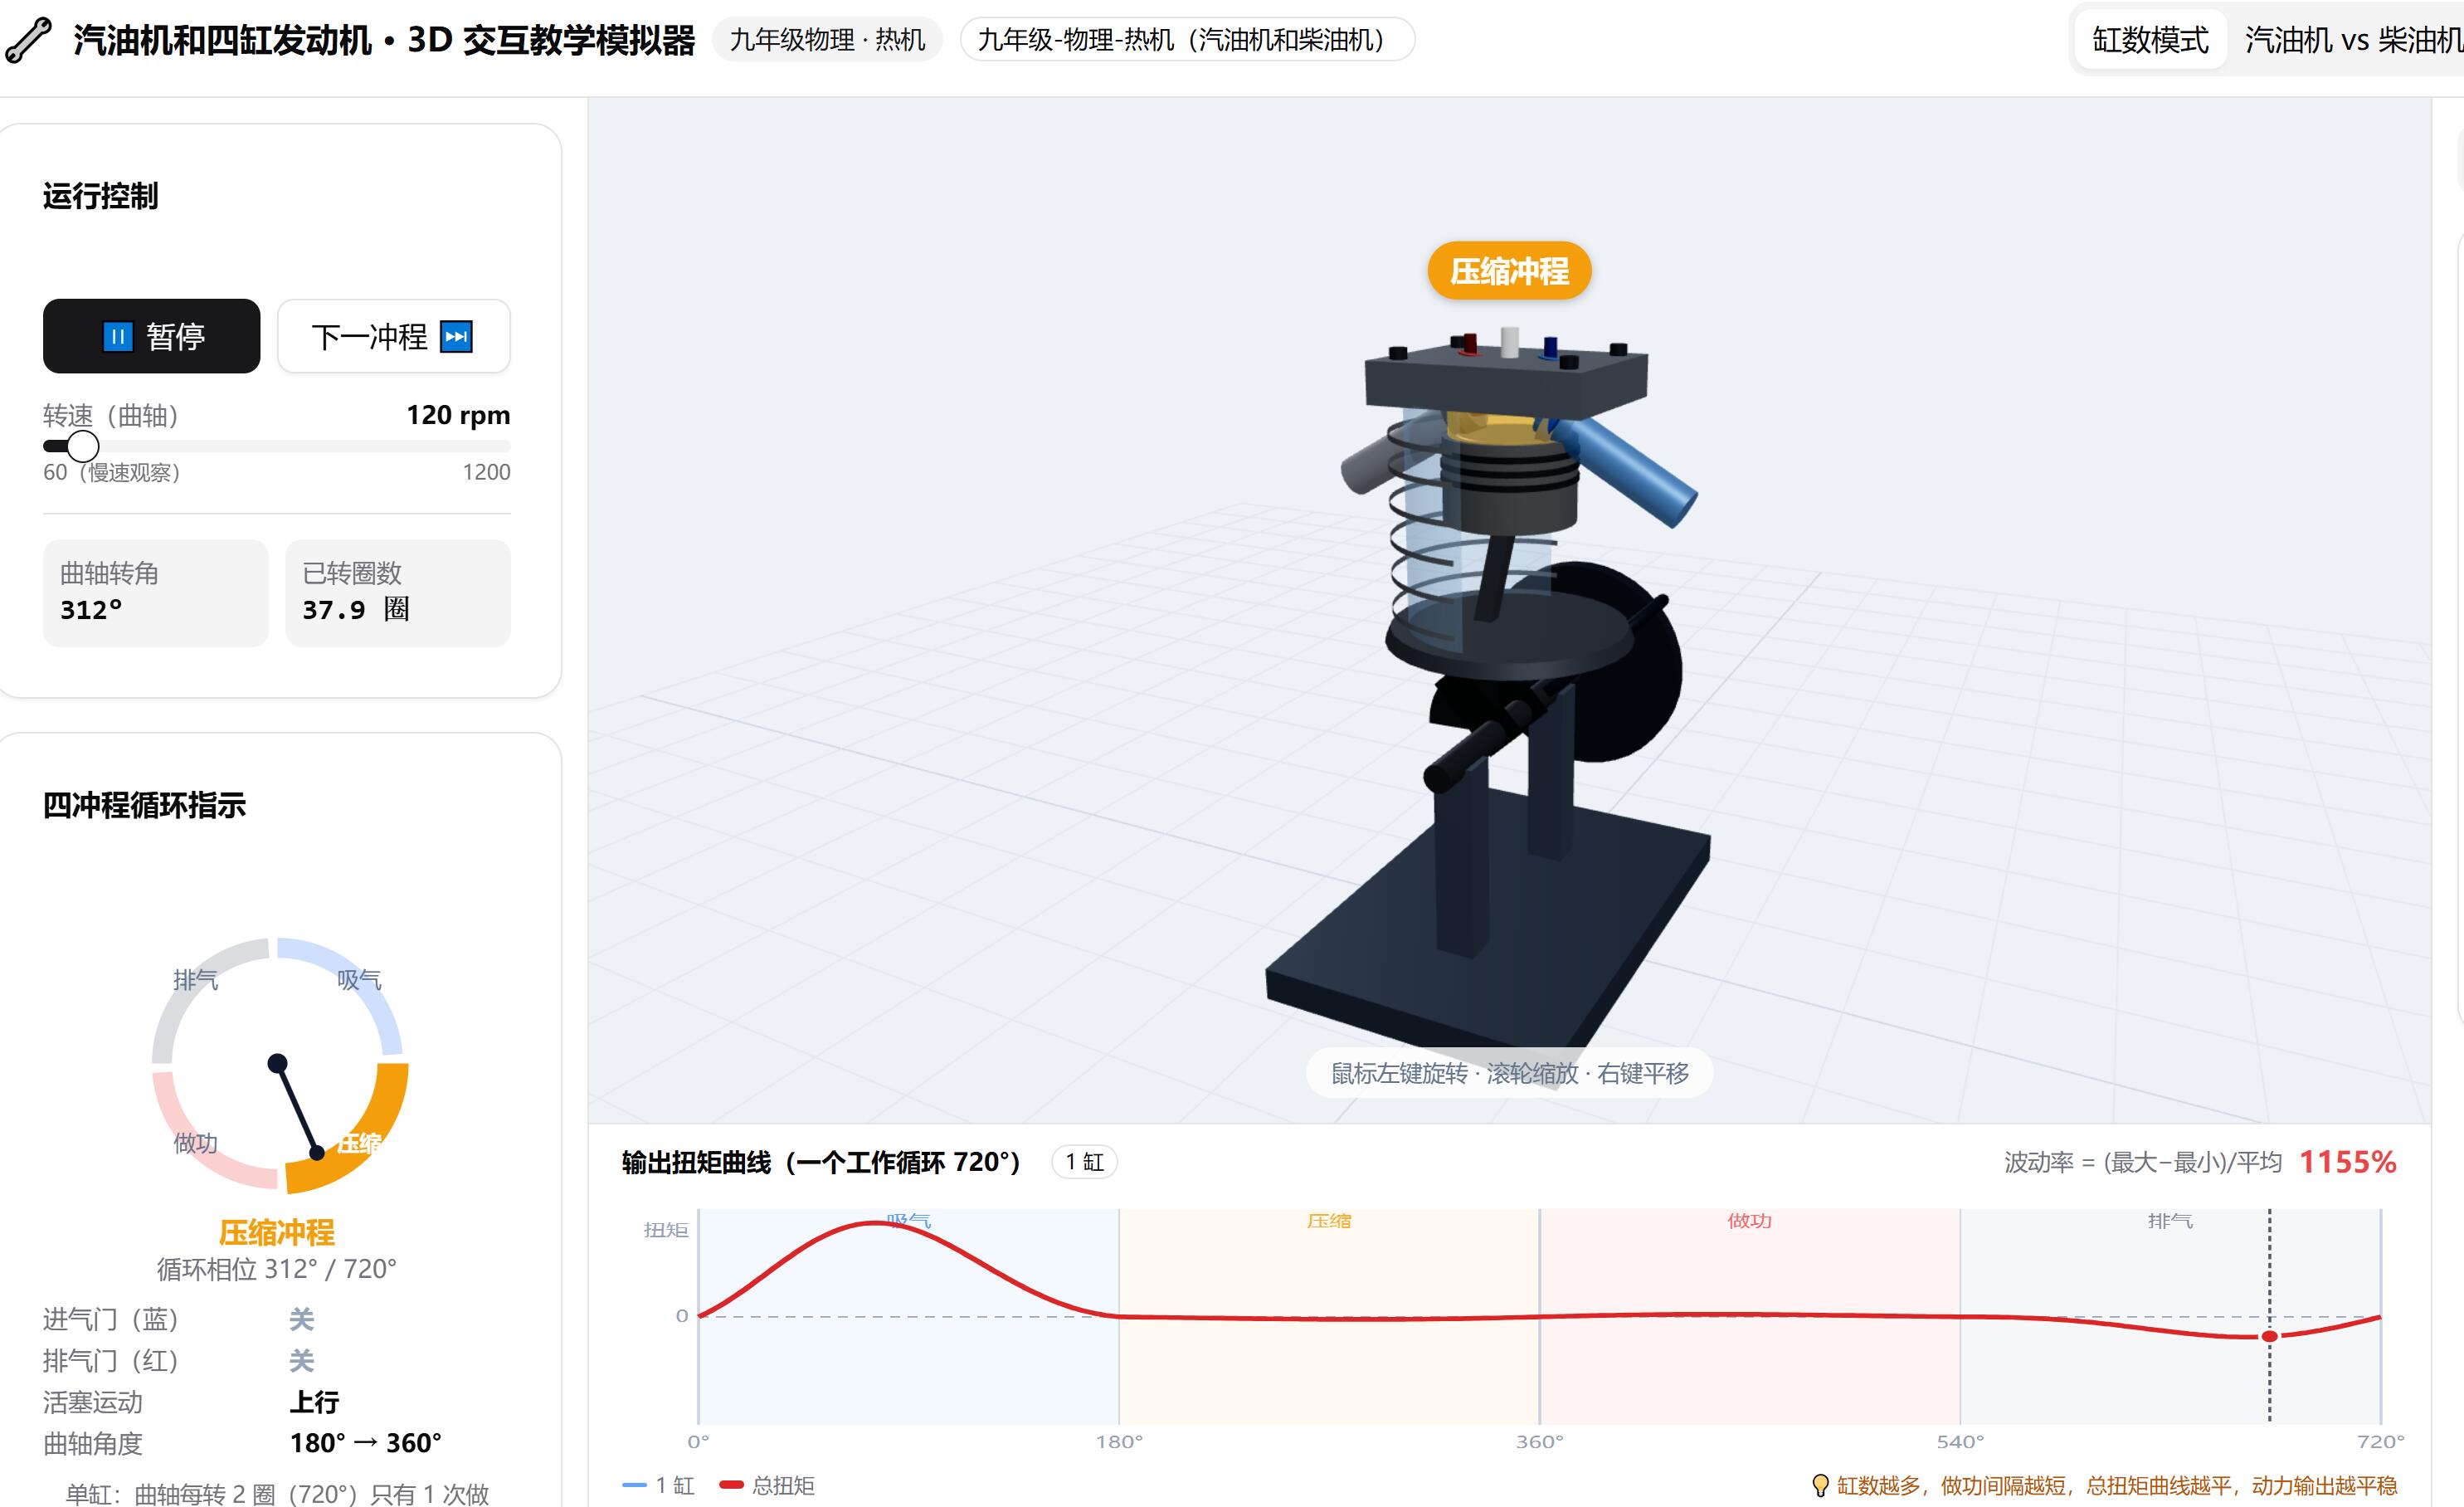 汽油机和四缸发动机 • 3D 交互教学模拟器
九年级物理 · 热机
九年级-物理-热机（汽油机和柴油机）
缸数模式
汽油机 vs 柴油机
运行控制
暂停
下一冲程
转速（曲轴）
120 rpm
60（慢速观察）
1200
曲轴转角
312°
已转圈数
37.9 圈
四冲程循环指示
排气
吸气
做功
压缩
压缩冲程
循环相位 312° / 720°
进气门（蓝） 关
排气门（红） 关
活塞运动 上行
曲轴角度 180° → 360°
单缸：曲轴每转 2 圈（720°）只有 1 次做
压缩冲程
鼠标左键旋转 · 滚轮缩放 · 右键平移
输出扭矩曲线（一个工作循环 720°）
1 缸
波动率 = (最大−最小)/平均 1155%
扭矩
吸气
压缩
做功
排气
0
0°
180°
360°
540°
720°
1 缸
总扭矩
缸数越多，做功间隔越短，总扭矩曲线越平，动力输出越平稳